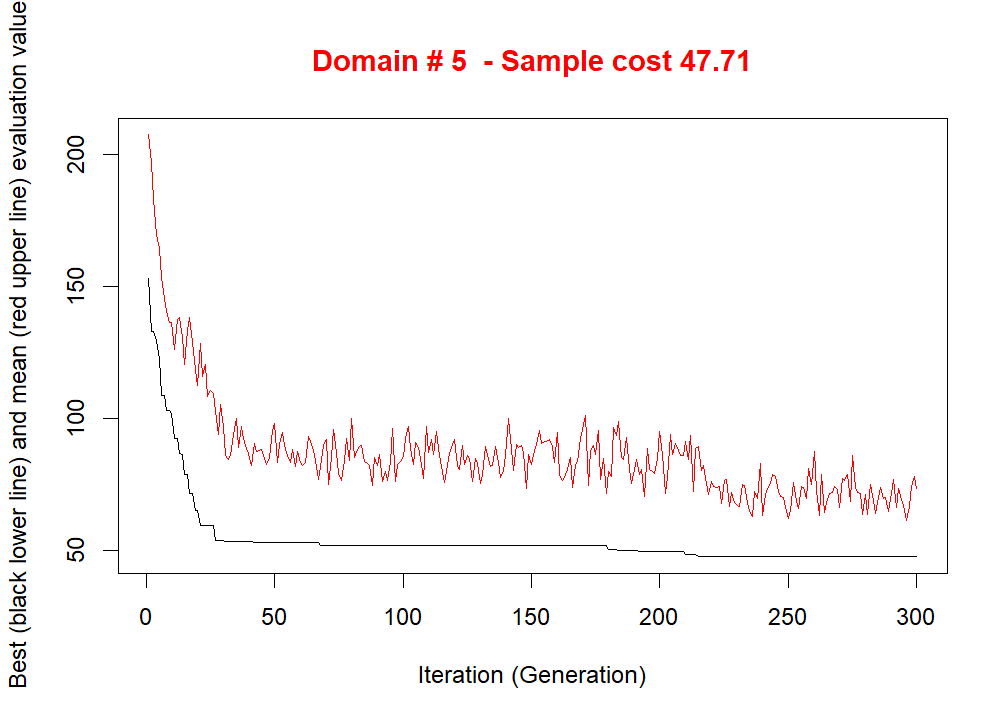 Domain # 5  - Sample cost 47.71
Best (black lower line) and mean (red upper line) evaluation value
200
150
100
50
0 50 100 150 200 250 300
Iteration (Generation)